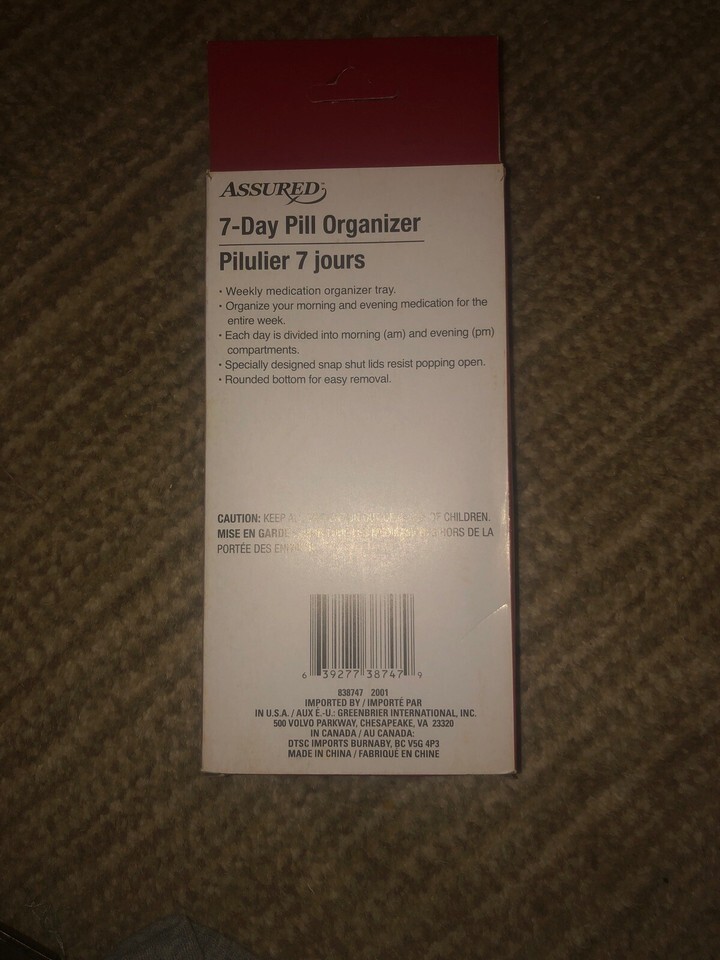 ASSURED
7-Day Pill Organizer
Pilulier 7 jours
• Weekly medication organizer tray.
• Organize your morning and evening medication for the
entire week.
• Each day is divided into morning (am) and evening (pm)
compartments.
• Specially designed snap shut lids resist popping open.
• Rounded bottom for easy removal.
CAUTION: KEEP OF CHILDREN.
MISE EN GARDE HORS DE LA
PORTÉE DES
6 39277 38747 9
838747 2001
IMPORTED BY / IMPORTÉ PAR
IN U.S.A. / AUX É.-U.: GREENBRIER INTERNATIONAL, INC.
500 VOLVO PARKWAY, CHESAPEAKE, VA 23320
IN CANADA / AU CANADA:
DTSC IMPORTS BURNABY, BC V5G 4P3
MADE IN CHINA / FABRIQUÉ EN CHINE